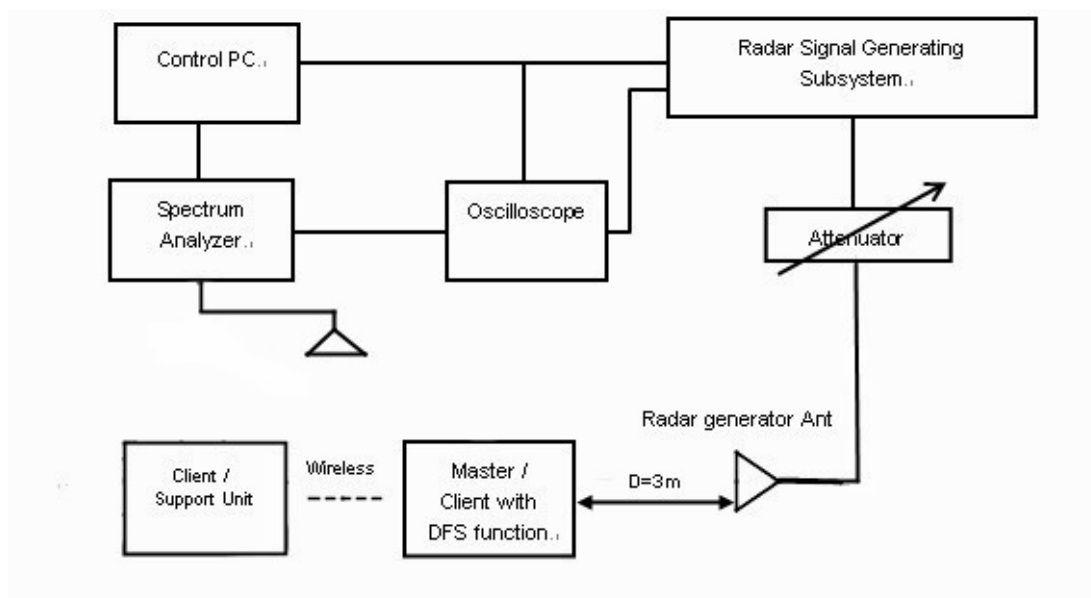 Control PC.
Radar Signal Generating
Subsystem.
Spectrum
Analyzer.
Oscilloscope
Attenuator
Radar generator Ant
Client /
Support Unit
Wireless
Master /
Client with
DFS function.
D=3m